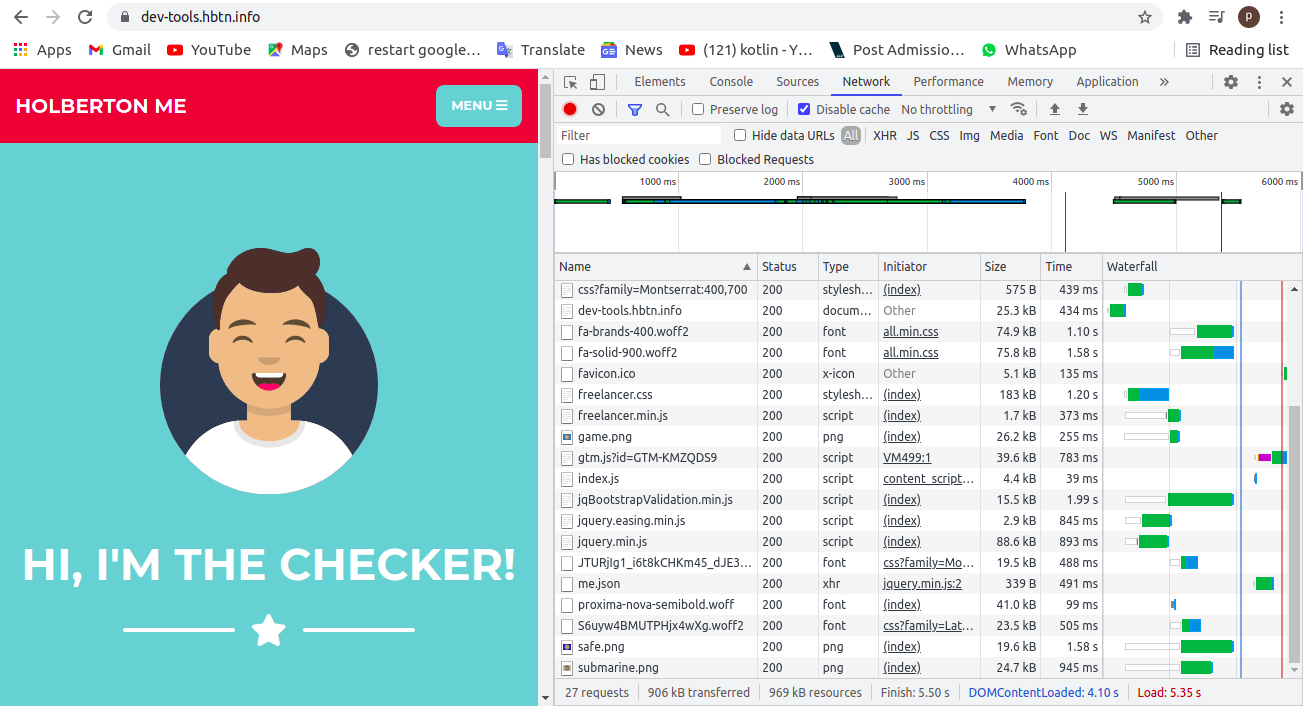 dev-tools.hbtn.info
Apps Gmail YouTube Maps restart google... Translate News (121) kotlin - Y... Post Admissio... WhatsApp Reading list
HOLBERTON ME
MENU
HI, I'M THE CHECKER!
Elements Console Sources Network Performance Memory Application »
Preserve log Disable cache No throttling
Filter Hide data URLs All XHR JS CSS Img Media Font Doc WS Manifest Other
Has blocked cookies Blocked Requests
1000 ms 2000 ms 3000 ms 4000 ms 5000 ms 6000 ms
Name Status Type Initiator Size Time Waterfall
css?family=Montserrat:400,700 200 stylesh... (index) 575 B 439 ms
dev-tools.hbtn.info 200 docum... Other 25.3 kB 434 ms
fa-brands-400.woff2 200 font all.min.css 74.9 kB 1.10 s
fa-solid-900.woff2 200 font all.min.css 75.8 kB 1.58 s
favicon.ico 200 x-icon Other 5.1 kB 135 ms
freelancer.css 200 stylesh... (index) 183 kB 1.20 s
freelancer.min.js 200 script (index) 1.7 kB 373 ms
game.png 200 png (index) 26.2 kB 255 ms
gtm.js?id=GTM-KMZQDS9 200 script VM499:1 39.6 kB 783 ms
index.js 200 script content_script... 4.4 kB 39 ms
jqBootstrapValidation.min.js 200 script (index) 15.5 kB 1.99 s
jquery.easing.min.js 200 script (index) 2.9 kB 845 ms
jquery.min.js 200 script (index) 88.6 kB 893 ms
JTURjIg1_i6t8kCHKm45_dJE3... 200 font css?family=Mo... 19.5 kB 488 ms
me.json 200 xhr jquery.min.js:2 339 B 491 ms
proxima-nova-semibold.woff 200 font (index) 41.0 kB 99 ms
S6uyw4BMUTPHjx4wXg.woff2 200 font css?family=Lat... 23.5 kB 505 ms
safe.png 200 png (index) 19.6 kB 1.58 s
submarine.png 200 png (index) 24.7 kB 945 ms
27 requests 906 kB transferred 969 kB resources Finish: 5.50 s DOMContentLoaded: 4.10 s Load: 5.35 s